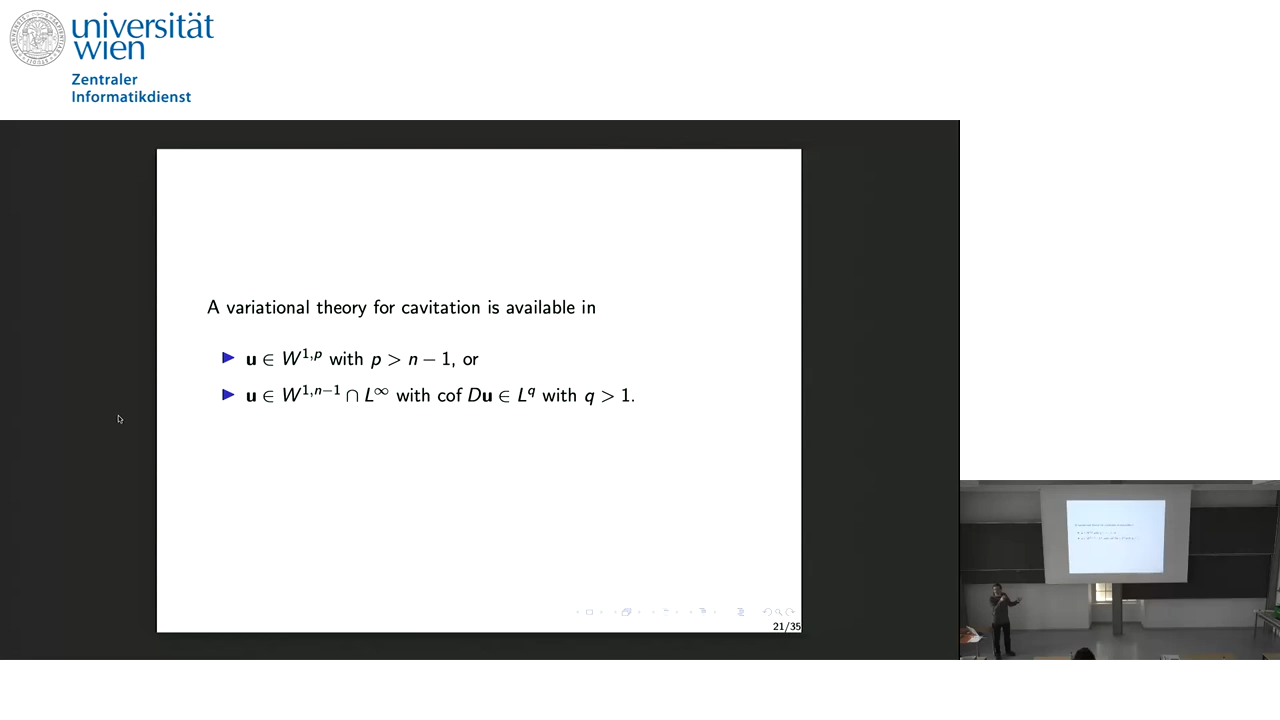 universität
wien
Zentraler
Informatikdienst
A variational theory for cavitation is available in
▶ u ∈ W^{1,p} with p > n − 1, or
▶ u ∈ W^{1,n−1} ∩ L^∞ with cof Du ∈ L^q with q > 1.
21/35